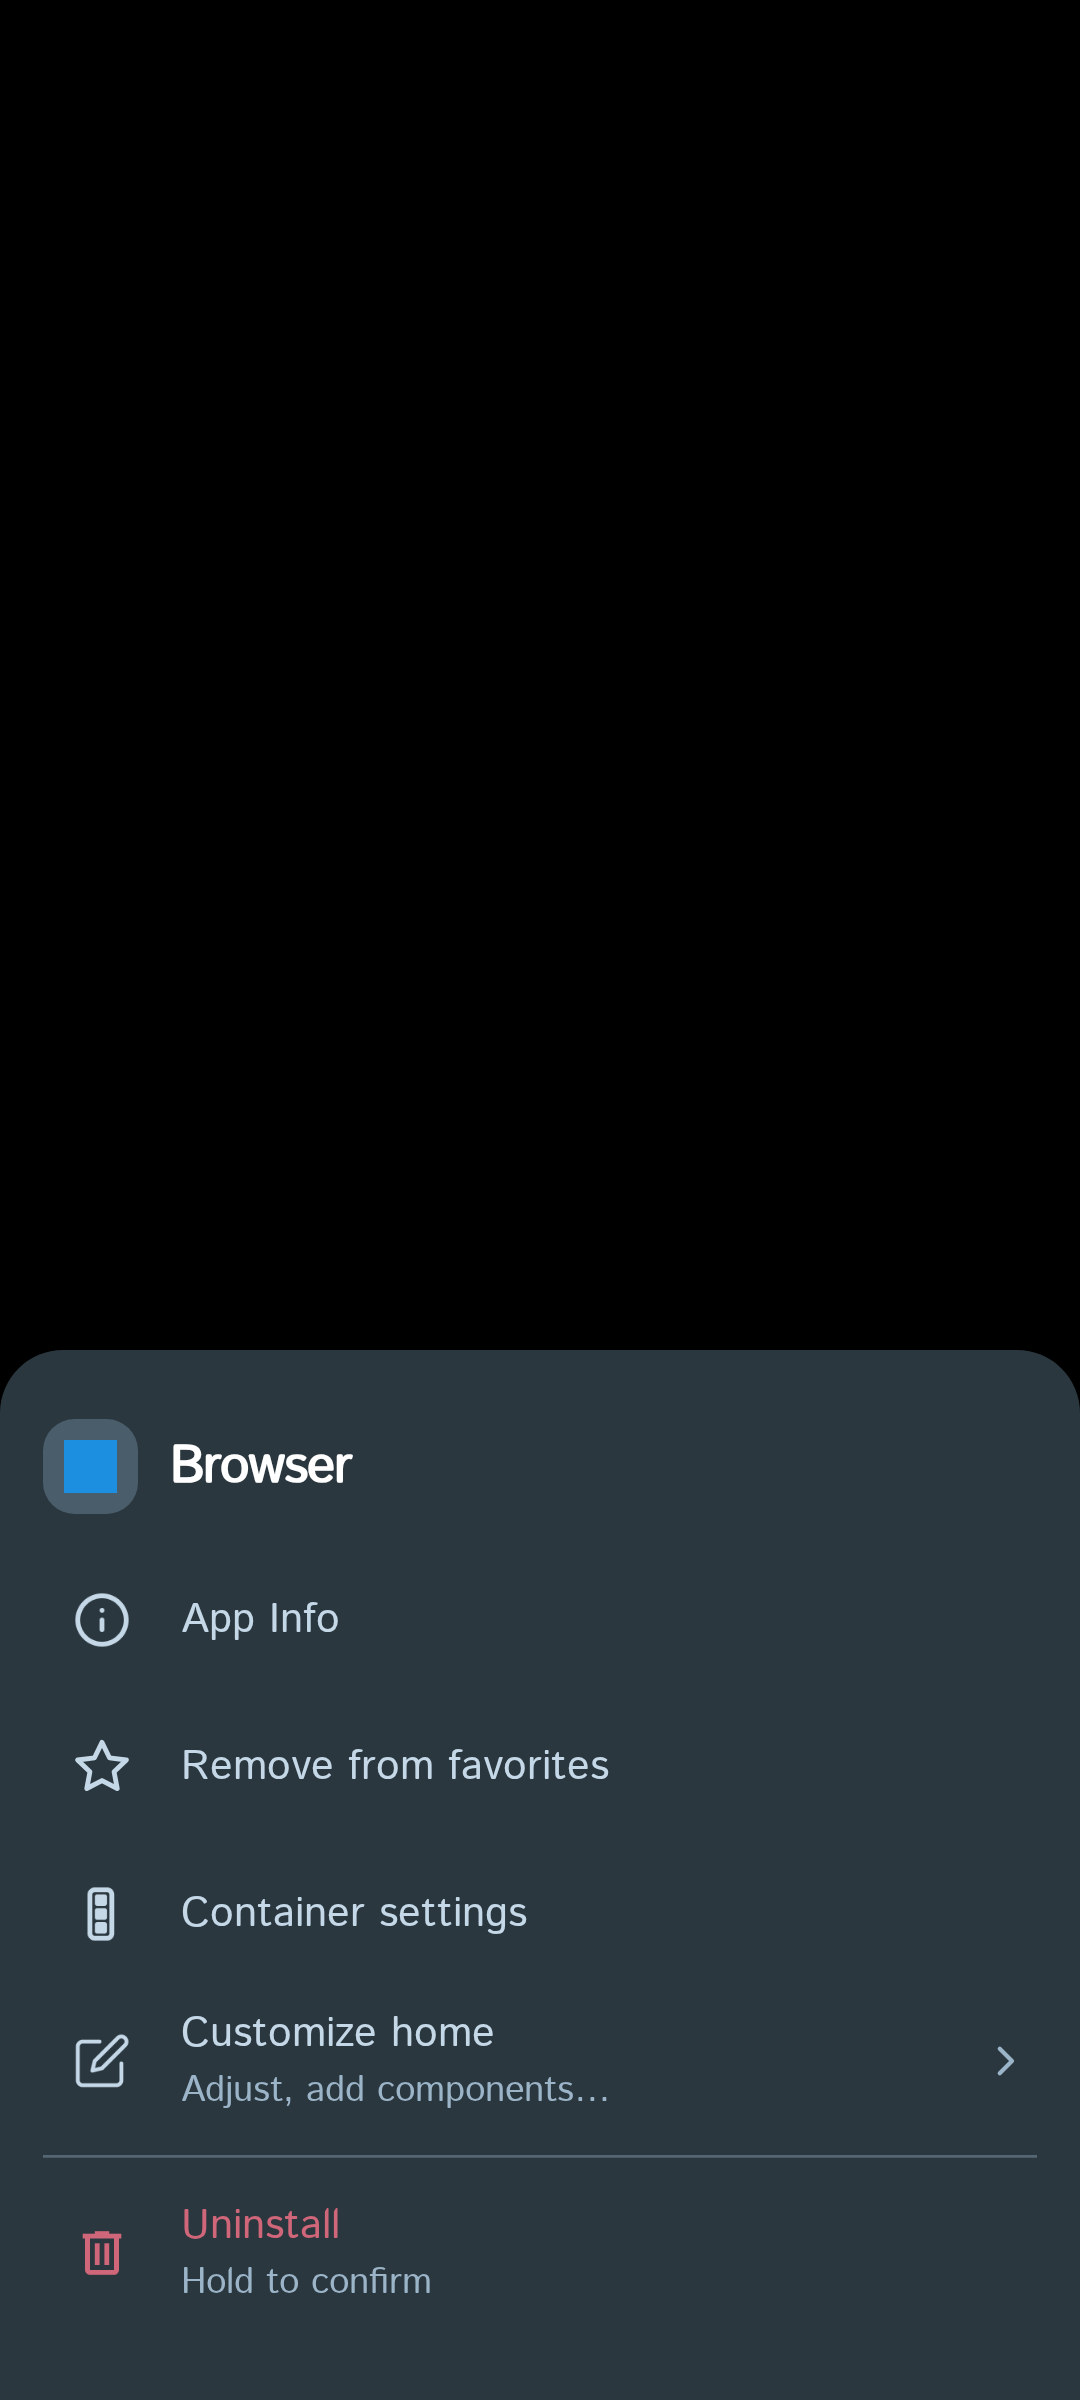 Browser
App Info
Remove from favorites
Container settings
Customize home
Adjust, add components...
Uninstall
Hold to confirm